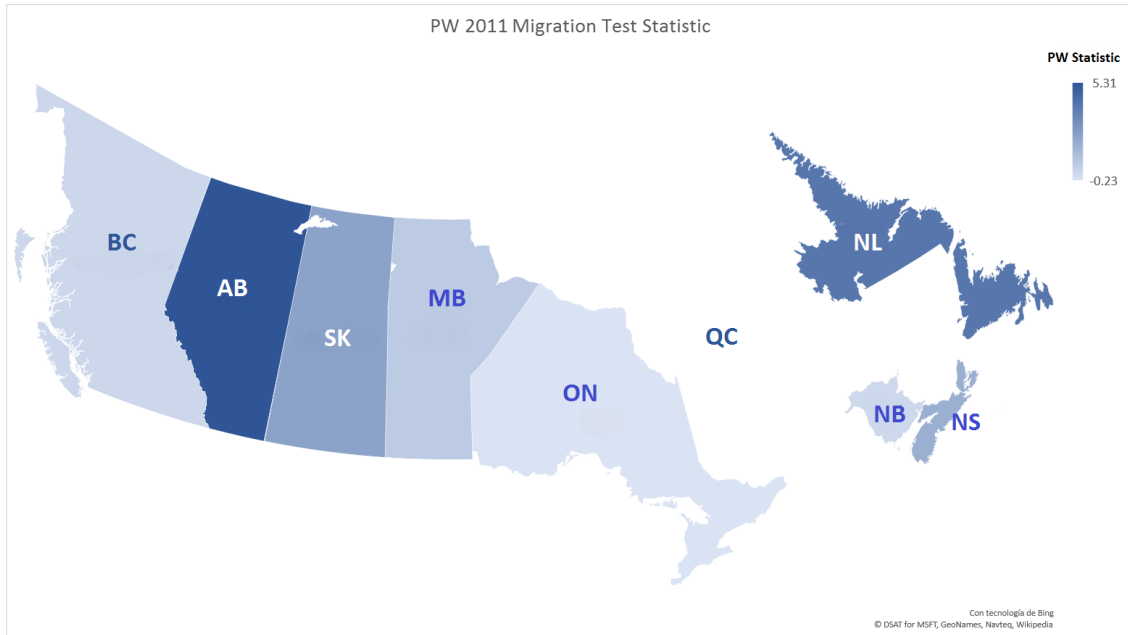 PW 2011 Migration Test Statistic
PW Statistic
5.31
-0.23
BC
AB
SK
MB
ON
QC
NL
NB
NS
Con tecnología de Bing
© DSAT for MSFT, GeoNames, Navteq, Wikipedia